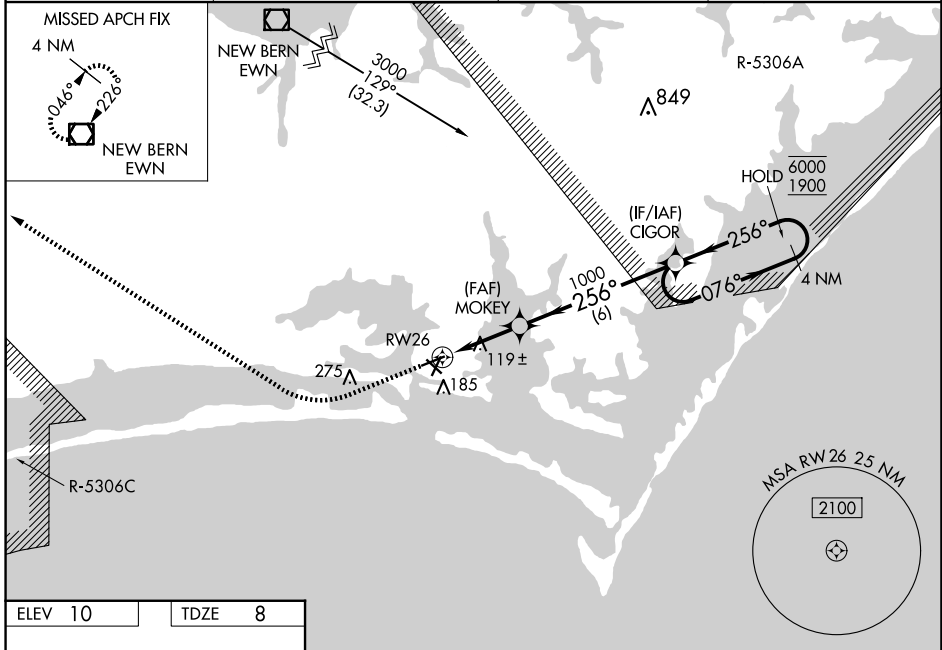 MISSED APCH FIX
4 NM
046°
226°
NEW BERN
EWN
NEW BERN
EWN
3000
129°
(32.3)
R-5306A
849
HOLD
6000
1900
(IF/IAF)
CIGOR
256°
076°
4 NM
1000
256°
(6)
(FAF)
MOKEY
RW26
119±
275
185
R-5306C
MSA RW26 25 NM
2100
ELEV 10
TDZE 8